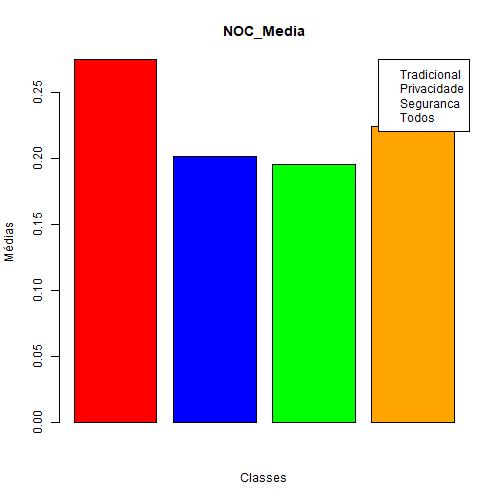 NOC_Media
Tradicional
Privacidade
Seguranca
Todos
0.25
0.20
0.15
0.10
0.05
0.00
Médias
Classes